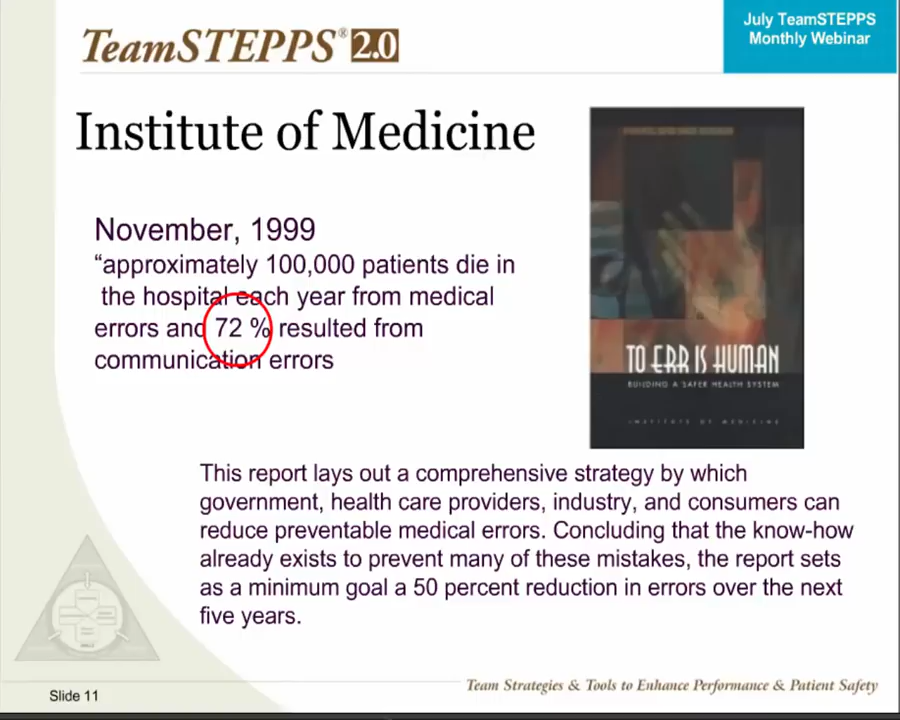 July TeamSTEPPS
Monthly Webinar
TeamSTEPPS® 2.0
Institute of Medicine
November, 1999
“approximately 100,000 patients die in
the hospital each year from medical
errors and 72 % resulted from
communication errors
TO ERR IS HUMAN
BUILDING A SAFER HEALTH SYSTEM
INSTITUTE OF MEDICINE
This report lays out a comprehensive strategy by which
government, health care providers, industry, and consumers can
reduce preventable medical errors. Concluding that the know-how
already exists to prevent many of these mistakes, the report sets
as a minimum goal a 50 percent reduction in errors over the next
five years.
Slide 11
Team Strategies & Tools to Enhance Performance & Patient Safety